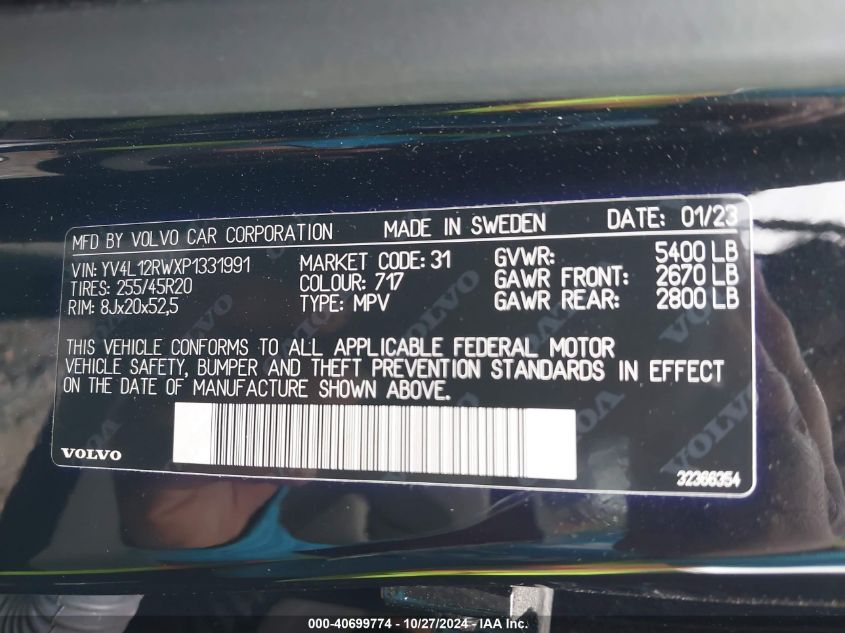 MFD BY VOLVO CAR CORPORATION MADE IN SWEDEN DATE: 01/23
VIN: YV4L12RWXP1331991 MARKET CODE: 31 GVWR: 5400 LB
TIRES: 255/45R20 COLOUR: 717 GAWR FRONT: 2670 LB
RIM: 8Jx20x52,5 TYPE: MPV GAWR REAR: 2800 LB
THIS VEHICLE CONFORMS TO ALL APPLICABLE FEDERAL MOTOR
VEHICLE SAFETY, BUMPER AND THEFT PREVENTION STANDARDS IN EFFECT
ON THE DATE OF MANUFACTURE SHOWN ABOVE.
VOLVO
32366354
000-40699774 - 10/27/2024 - IAA Inc.